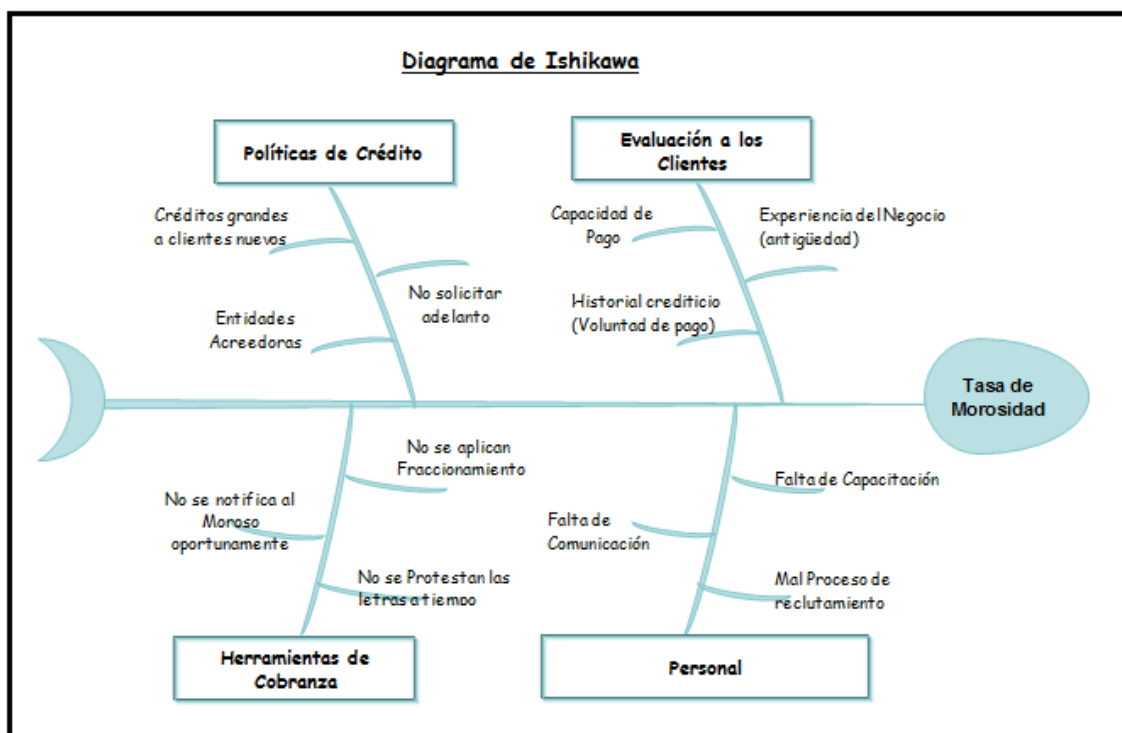 Diagrama de Ishikawa
Políticas de Crédito
Evaluación a los
Clientes
Créditos grandes
a clientes nuevos
No solicitar
adelanto
Entidades
Acreedoras
Capacidad de
Pago
Experiencia del Negocio
(antigüedad)
Historial crediticio
(Voluntad de pago)
Tasa de
Morosidad
No se aplican
Fraccionamiento
No se notifica al
Moroso
oportunamente
No se Protestan las
letras a tiempo
Falta de Capacitación
Falta de
Comunicación
Mal Proceso de
reclutamiento
Herramientas de
Cobranza
Personal